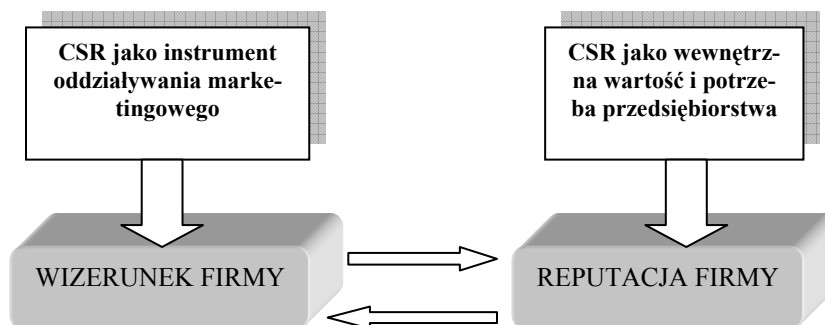 CSR jako instrument
oddziaływania marke-
tingowego
CSR jako wewnętrz-
na wartość i potrze-
ba przedsiębiorstwa
WIZERUNEK FIRMY
REPUTACJA FIRMY